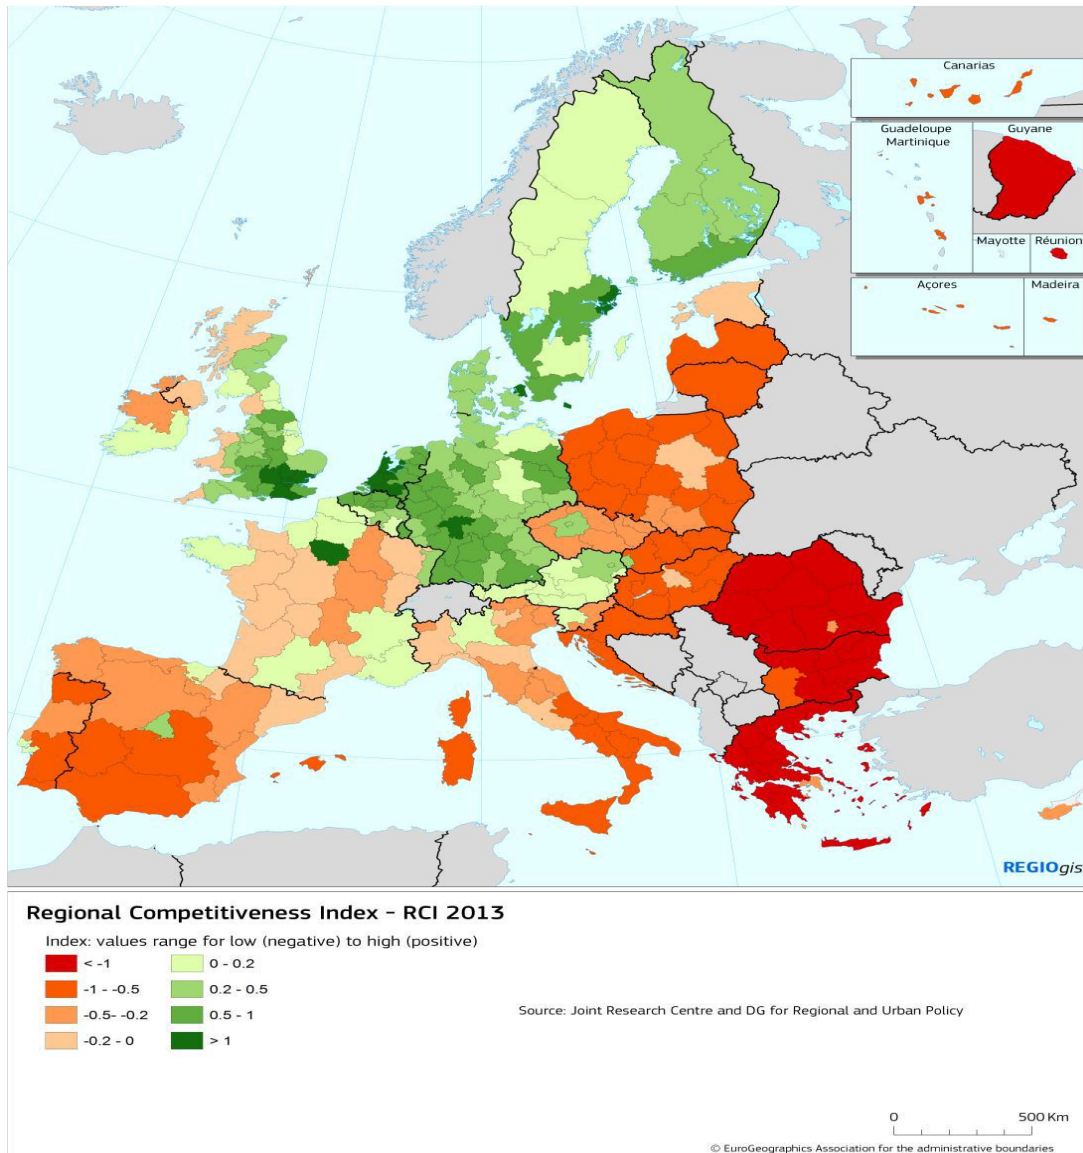 Canarias
Guadeloupe
Martinique
Guyane
Mayotte
Réunion
Açores
Madeira
REGIOgis
Regional Competitiveness Index - RCI 2013
Index: values range for low (negative) to high (positive)
< -1
0 - 0.2
-1 - -0.5
0.2 - 0.5
-0.5- -0.2
0.5 - 1
-0.2 - 0
> 1
Source: Joint Research Centre and DG for Regional and Urban Policy
0 500 Km
© EuroGeographics Association for the administrative boundaries